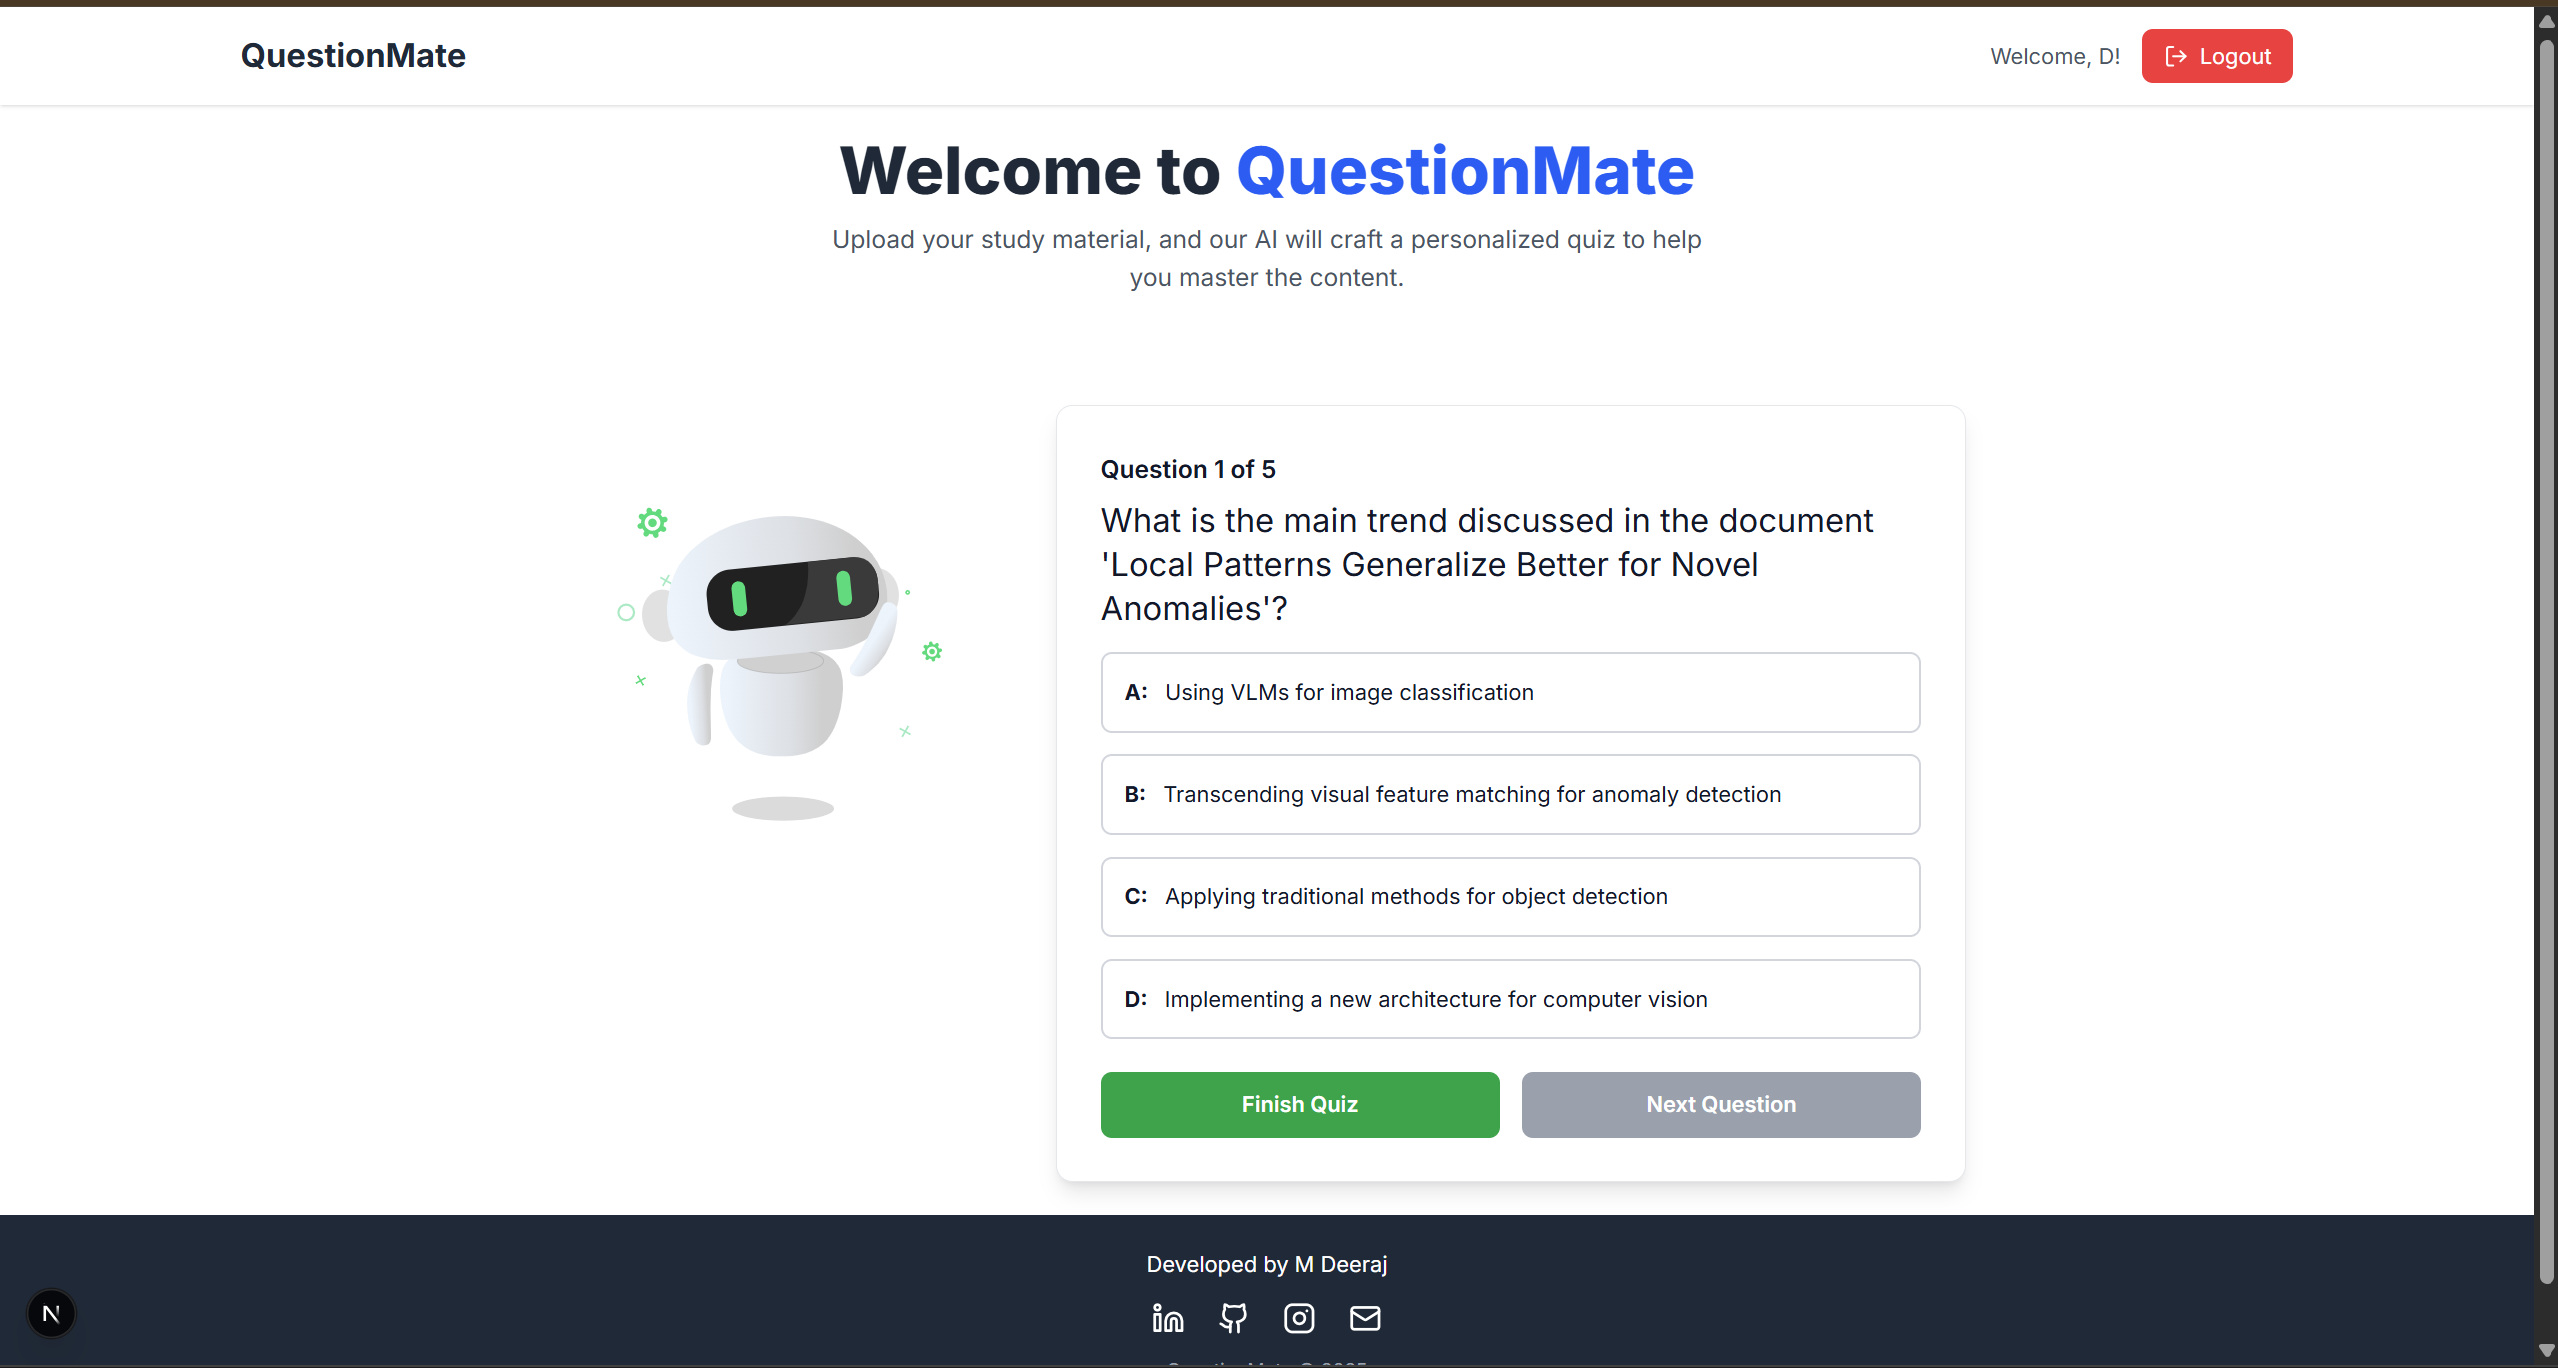 QuestionMate
Welcome, D!
Logout
Welcome to QuestionMate
Upload your study material, and our AI will craft a personalized quiz to help
you master the content.
Question 1 of 5
What is the main trend discussed in the document
'Local Patterns Generalize Better for Novel
Anomalies'?
A: Using VLMs for image classification
B: Transcending visual feature matching for anomaly detection
C: Applying traditional methods for object detection
D: Implementing a new architecture for computer vision
Finish Quiz
Next Question
Developed by M Deeraj
N